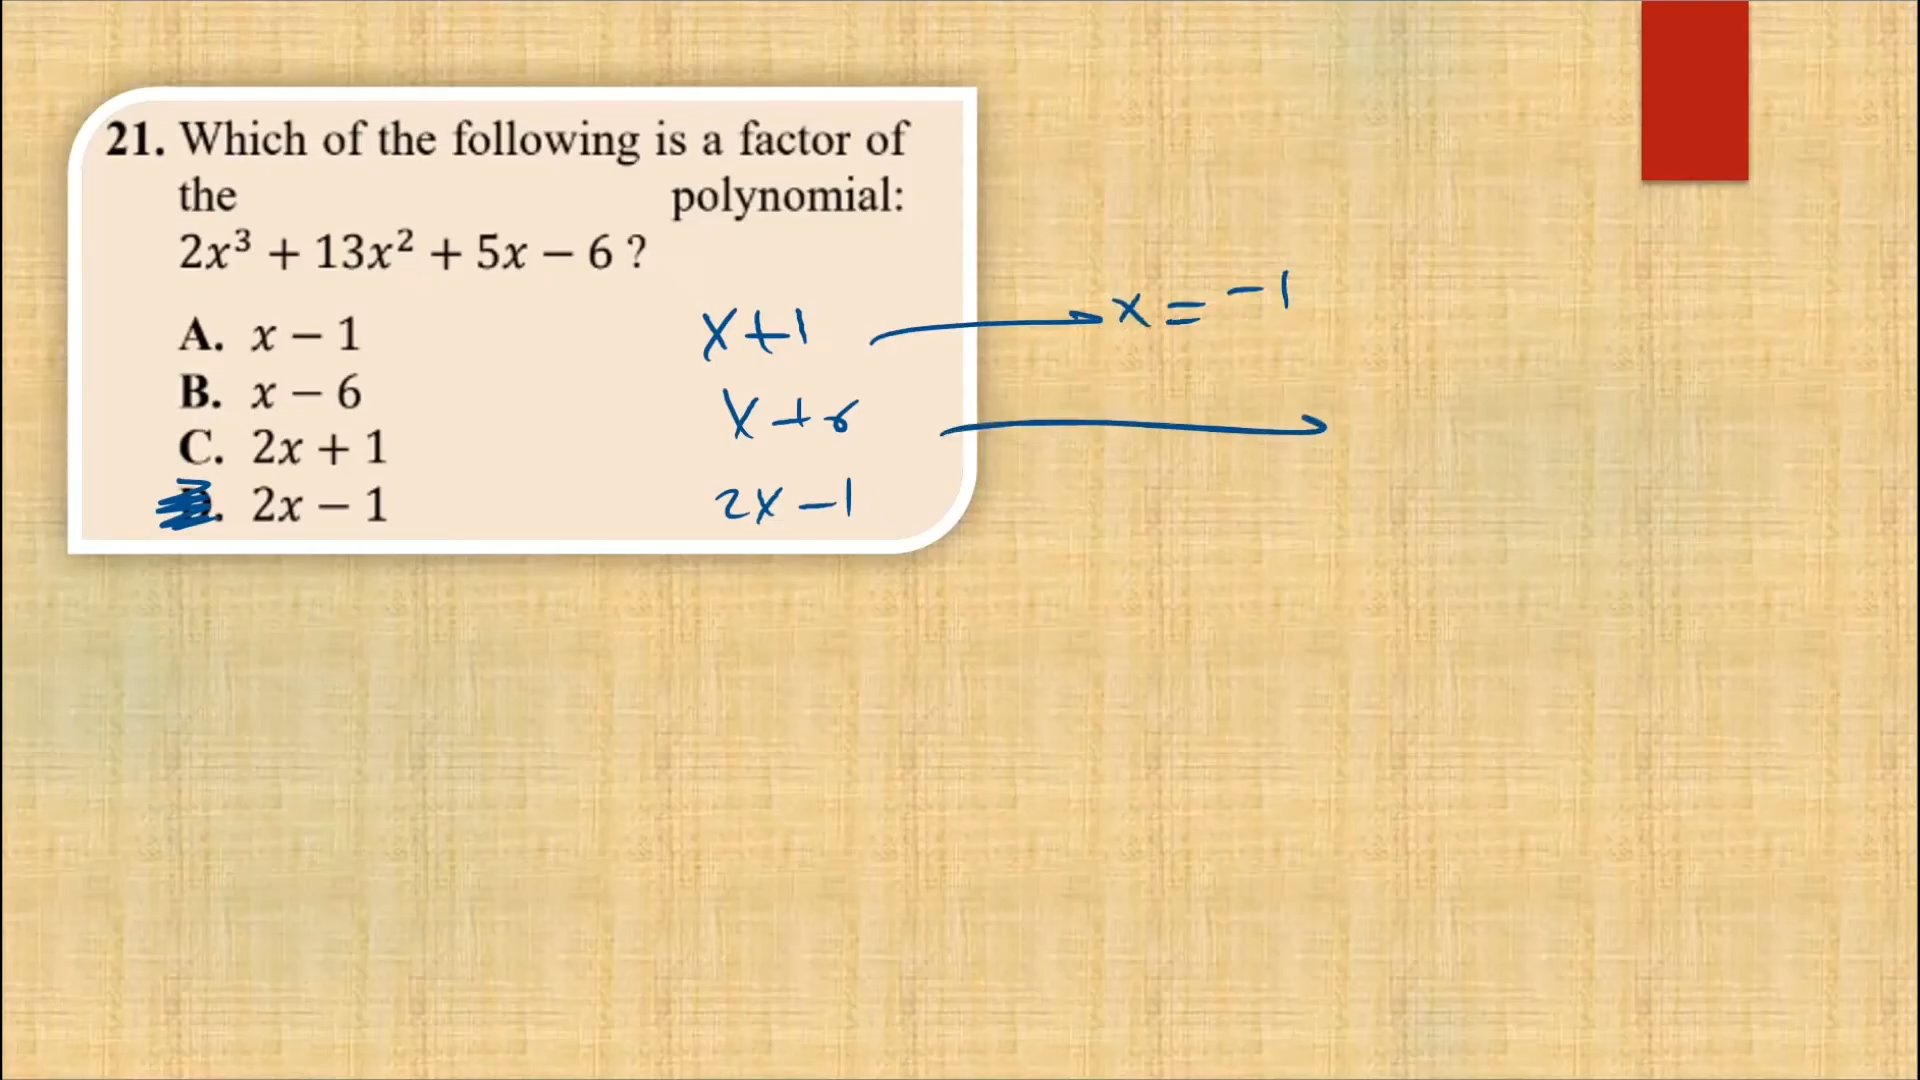 21. Which of the following is a factor of
the polynomial:
2x³ + 13x² + 5x − 6 ?
A. x − 1
B. x − 6
C. 2x + 1
D. 2x − 1
x+1 → x = -1
x+6 →
2x-1